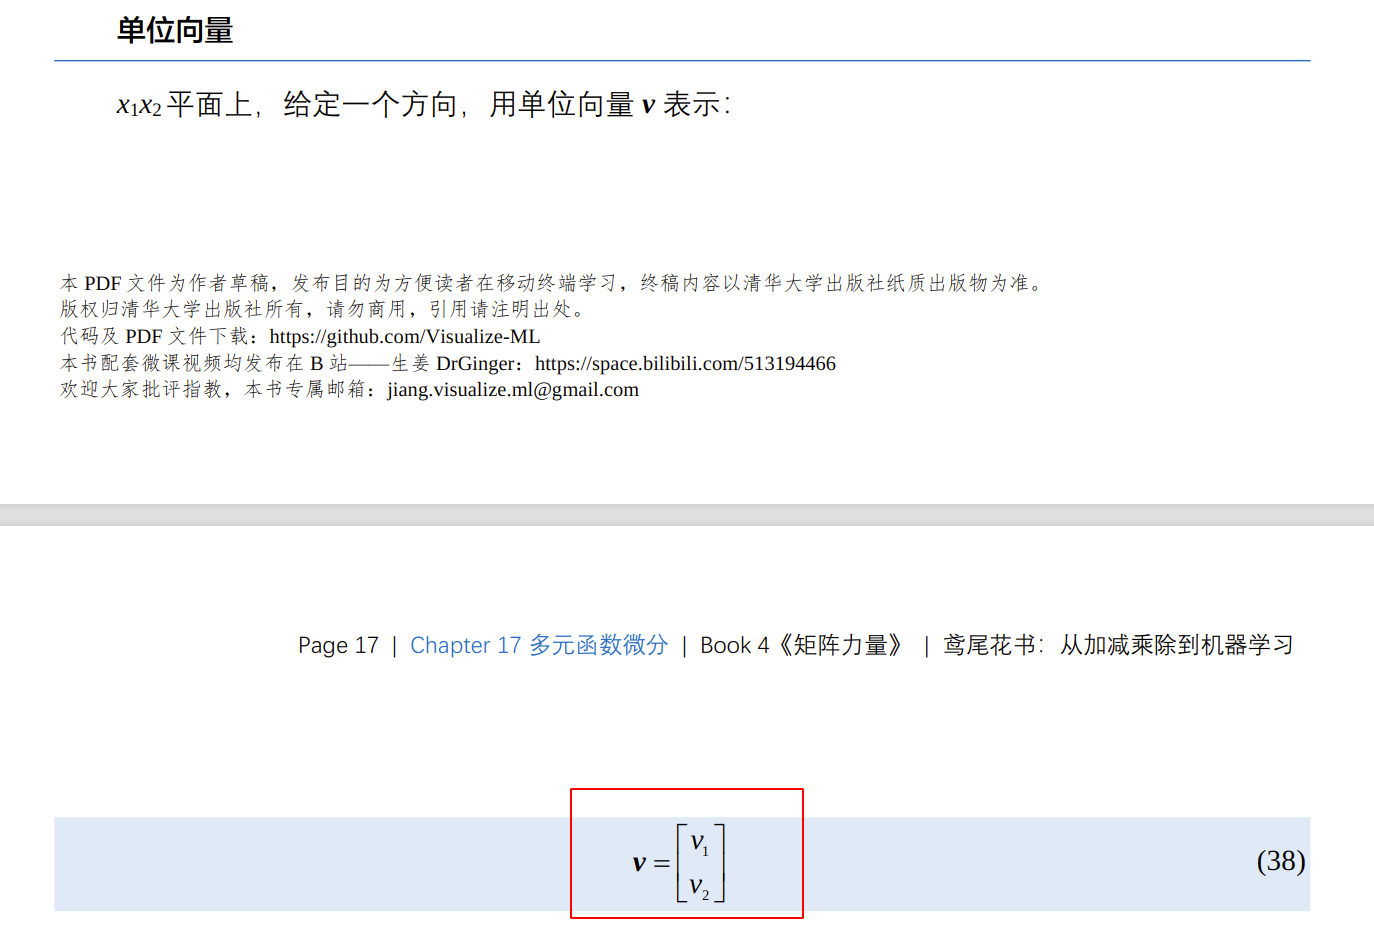 单位向量
x₁x₂ 平面上，给定一个方向，用单位向量 v 表示：
本 PDF 文件为作者草稿，发布目的为方便读者在移动终端学习，终稿内容以清华大学出版社纸质出版物为准。
版权归清华大学出版社所有，请勿商用，引用请注明出处。
代码及 PDF 文件下载：https://github.com/Visualize-ML
本书配套微课视频均发布在 B 站——生姜 DrGinger：https://space.bilibili.com/513194466
欢迎大家批评指教，本书专属邮箱：jiang.visualize.ml@gmail.com
Page 17 | Chapter 17 多元函数微分 | Book 4《矩阵力量》 | 鸢尾花书：从加减乘除到机器学习
v = [v₁
v₂] (38)